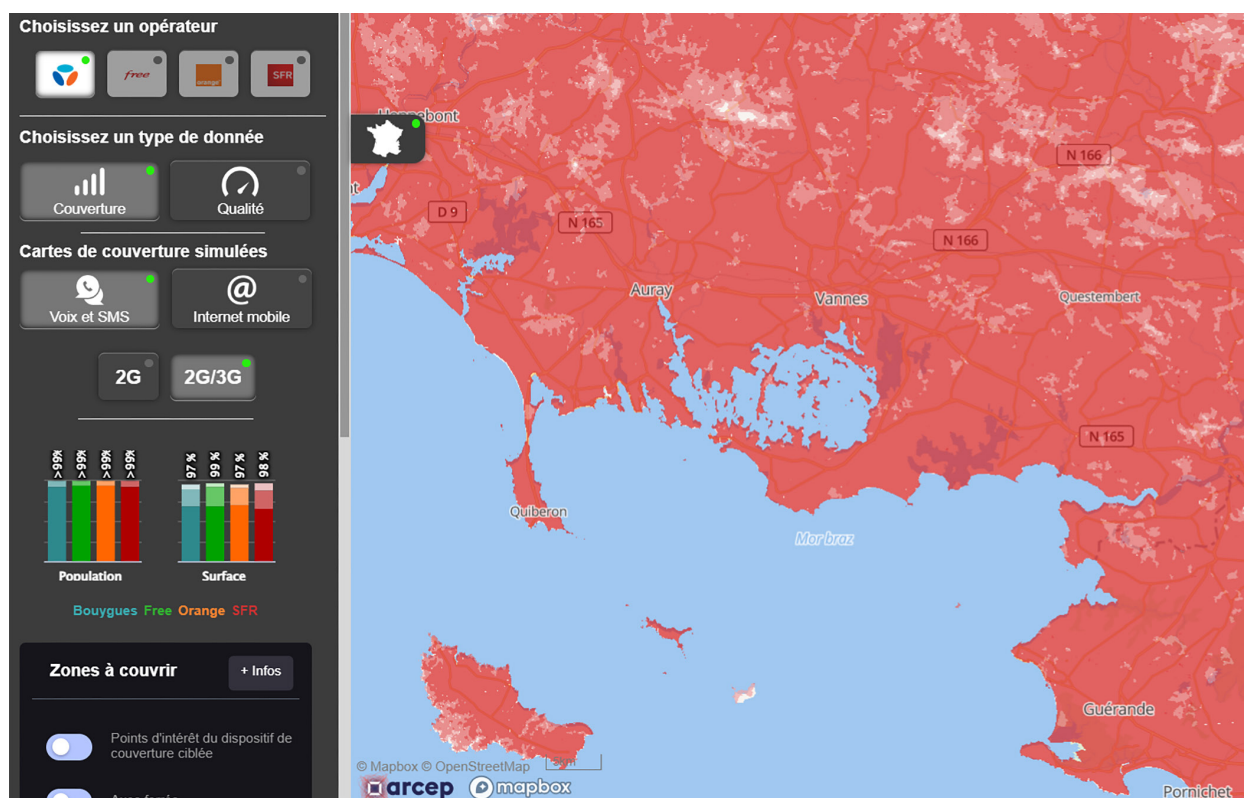 Choisissez un opérateur
free
orange
SFR
Choisissez un type de donnée
Couverture
Qualité
Cartes de couverture simulées
Voix et SMS
@
Internet mobile
2G
2G/3G
>99%
>99%
>99%
>99%
97 %
99 %
97 %
98 %
Population
Surface
Bouygues Free Orange SFR
Zones à couvrir
+ Infos
Points d'intérêt du dispositif de
couverture ciblée
N 166
D 9
N 165
N 166
Auray
Vannes
Questembert
N 165
Quiberon
Mor braz
Guérande
Pornichet
© Mapbox © OpenStreetMap
arcep
mapbox